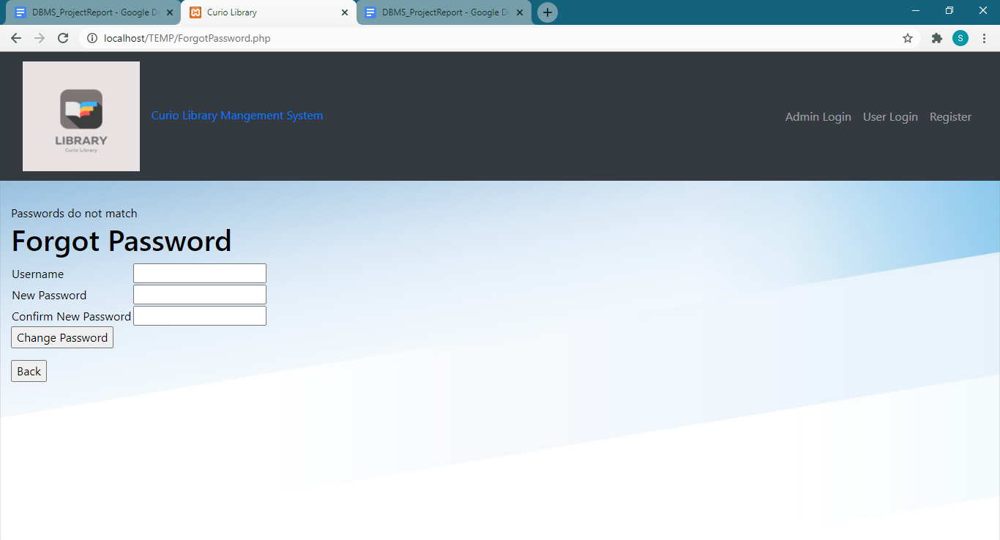 DBMS_ProjectReport - Google D
Curio Library
DBMS_ProjectReport - Google D
localhost/TEMP/ForgotPassword.php
S
LIBRARY
Curio Library
Curio Library Mangement System
Admin Login User Login Register
Passwords do not match
Forgot Password
Username
New Password
Confirm New Password
Change Password
Back